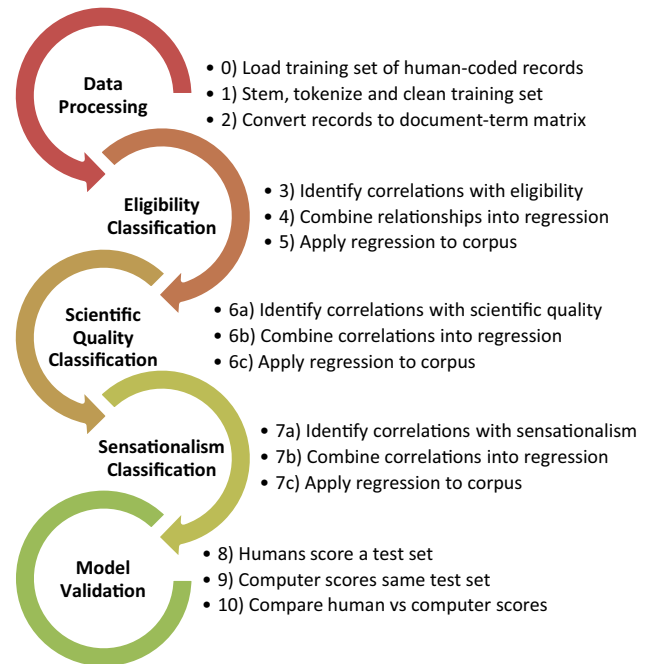 Data
Processing
• 0) Load training set of human-coded records
• 1) Stem, tokenize and clean training set
• 2) Convert records to document-term matrix
Eligibility
Classification
• 3) Identify correlations with eligibility
• 4) Combine relationships into regression
• 5) Apply regression to corpus
Scientific
Quality
Classification
• 6a) Identify correlations with scientific quality
• 6b) Combine correlations into regression
• 6c) Apply regression to corpus
Sensationalism
Classification
• 7a) Identify correlations with sensationalism
• 7b) Combine correlations into regression
• 7c) Apply regression to corpus
Model
Validation
• 8) Humans score a test set
• 9) Computer scores same test set
• 10) Compare human vs computer scores